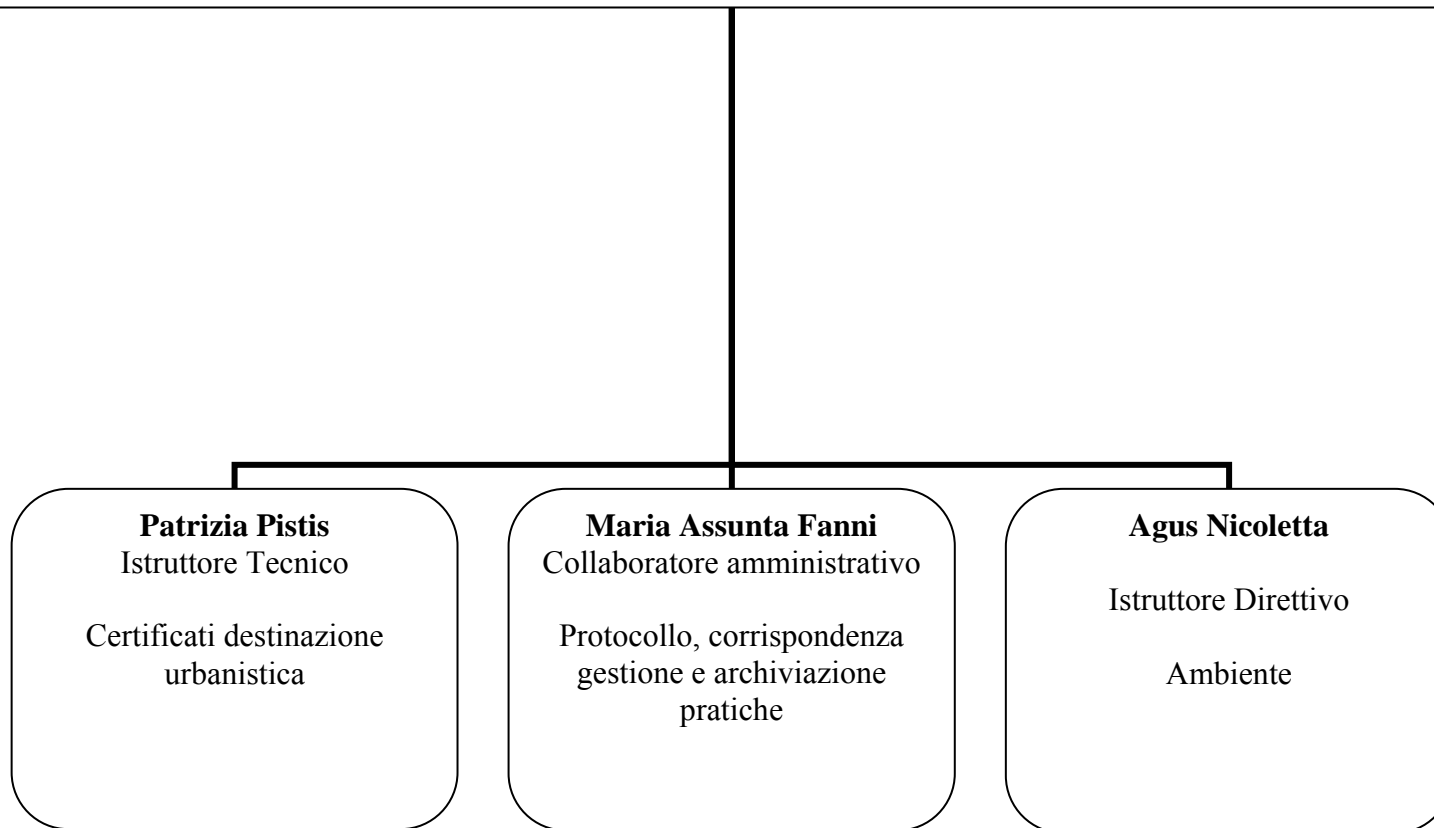 Patrizia Pistis
Istruttore Tecnico
Certificati destinazione
urbanistica
Maria Assunta Fanni
Collaboratore amministrativo
Protocollo, corrispondenza
gestione e archiviazione
pratiche
Agus Nicoletta
Istruttore Direttivo
Ambiente